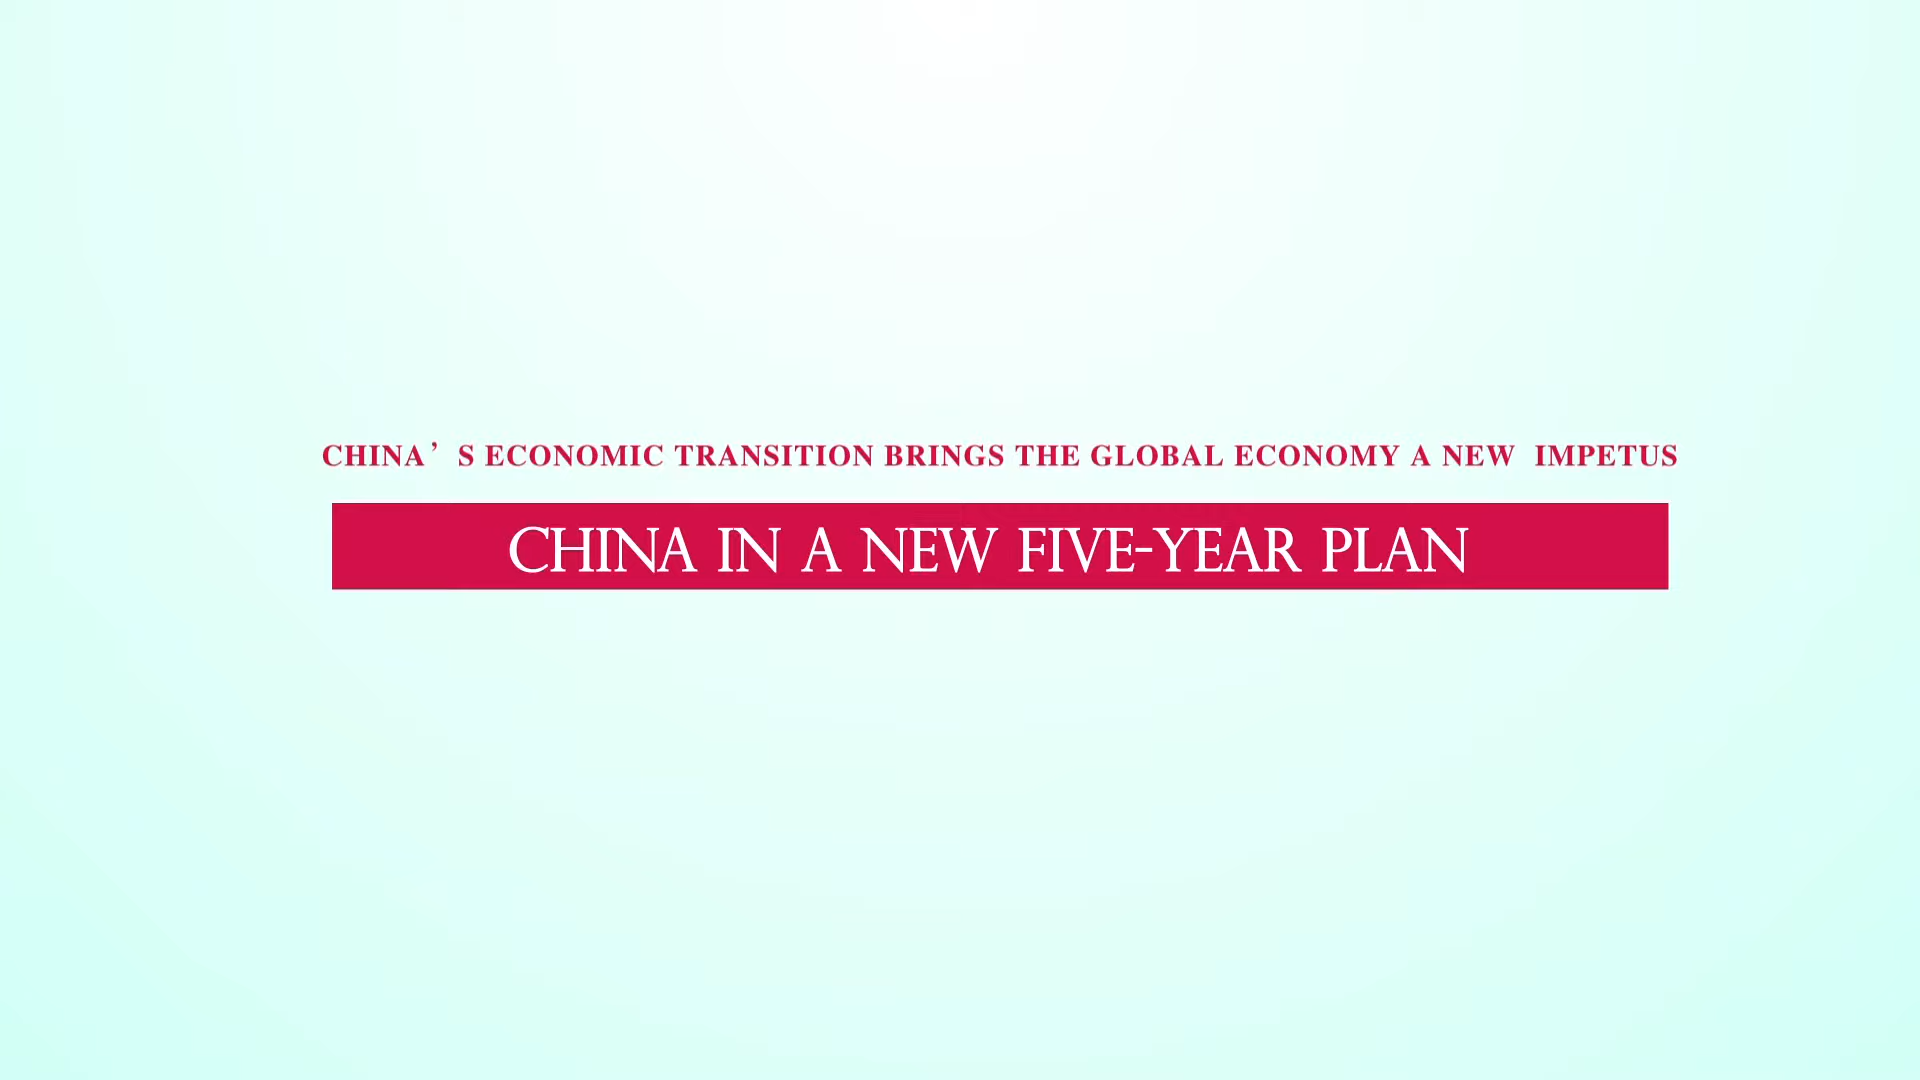 CHINA’S ECONOMIC TRANSITION BRINGS THE GLOBAL ECONOMY A NEW IMPETUS
CHINA IN A NEW FIVE-YEAR PLAN